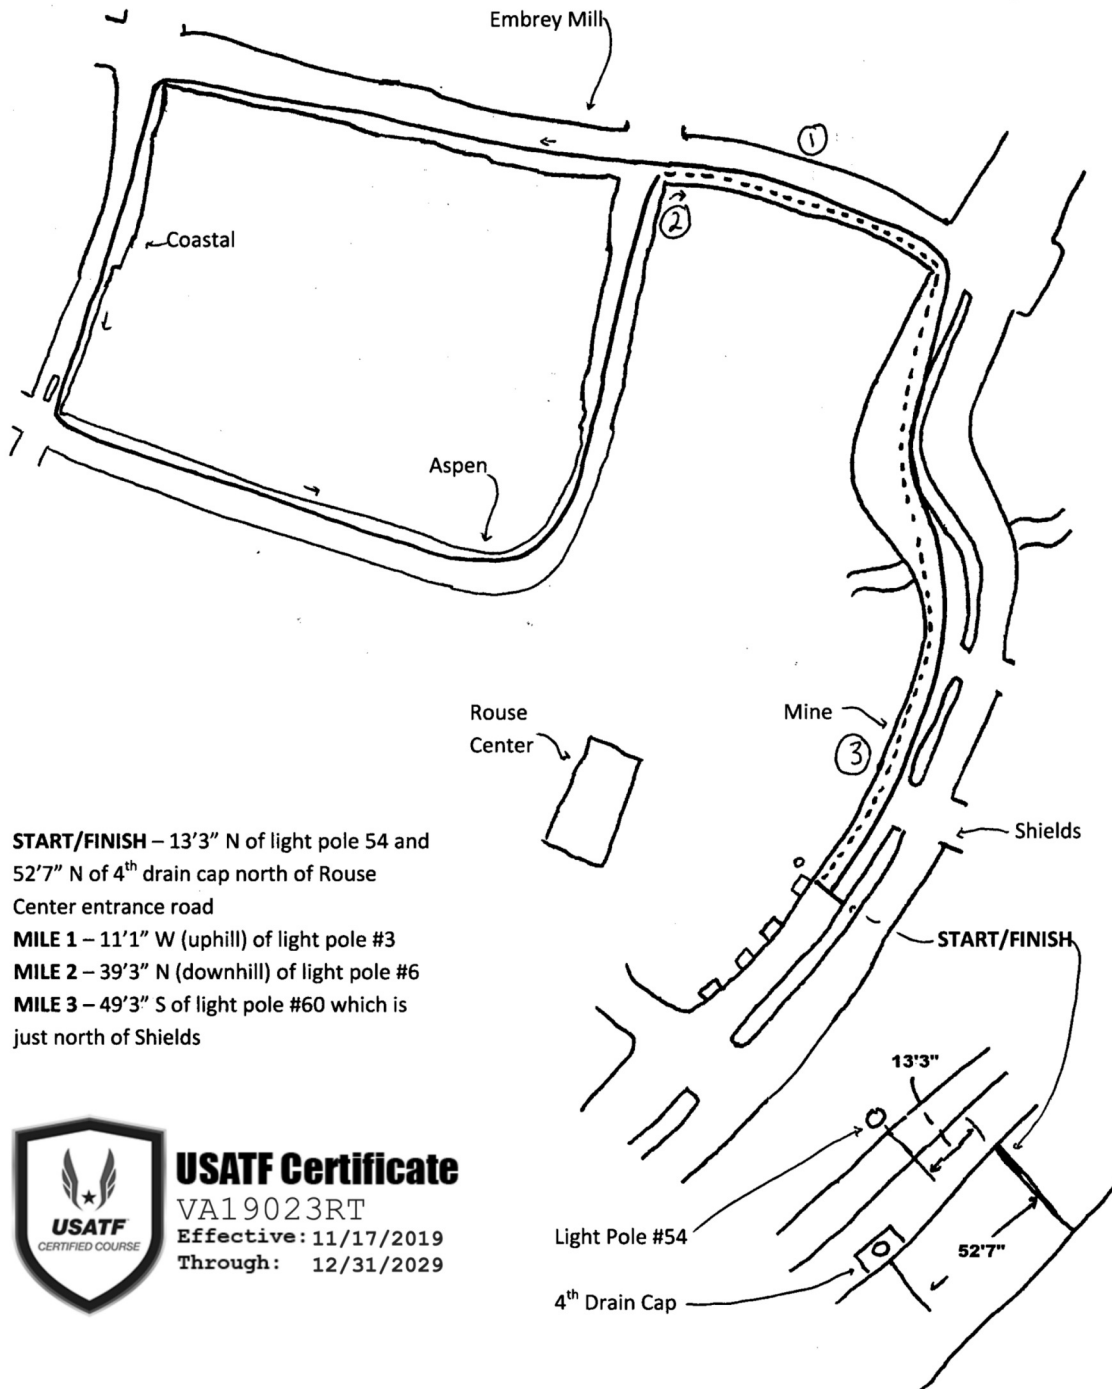 Embrey Mill
1
2
Coastal
Aspen
Rouse
Center
Mine
3
Shields
START/FINISH – 13’3” N of light pole 54 and
52’7” N of 4th drain cap north of Rouse
Center entrance road
MILE 1 – 11’1” W (uphill) of light pole #3
MILE 2 – 39’3” N (downhill) of light pole #6
MILE 3 – 49’3” S of light pole #60 which is
just north of Shields
START/FINISH
13'3"
Light Pole #54
52'7"
4th Drain Cap
USATF
CERTIFIED COURSE
USATF Certificate
VA19023RT
Effective: 11/17/2019
Through: 12/31/2029